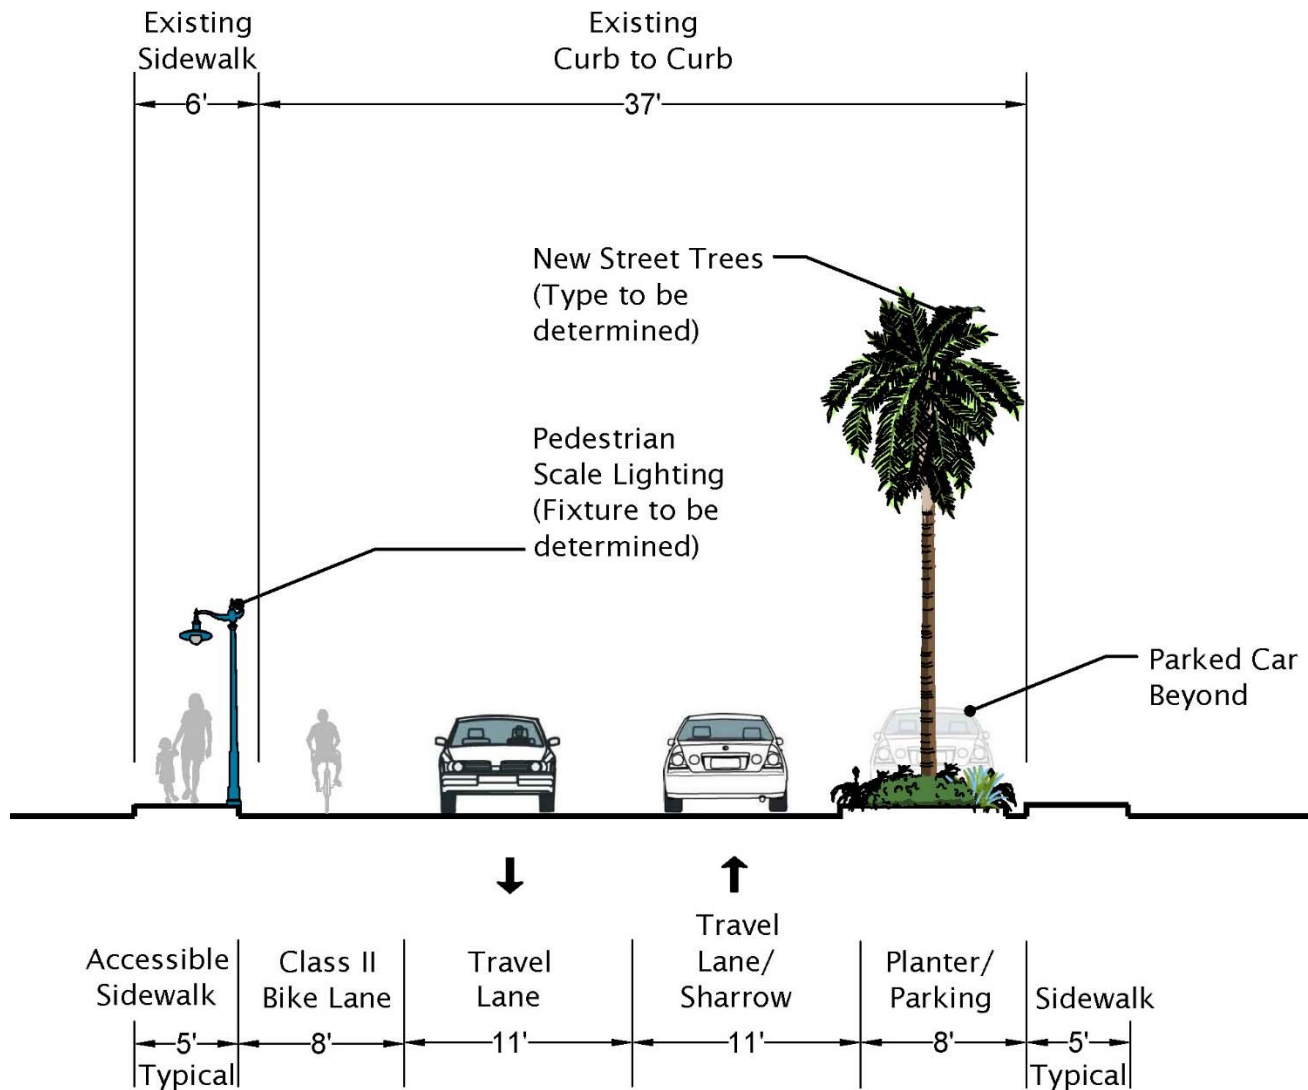 Existing
Sidewalk
Existing
Curb to Curb
6'
37'
New Street Trees
(Type to be
determined)
Pedestrian
Scale Lighting
(Fixture to be
determined)
Parked Car
Beyond
Accessible
Sidewalk
Class II
Bike Lane
Travel
Lane
Travel
Lane/
Sharrow
Planter/
Parking
Sidewalk
5'
8'
11'
11'
8'
5'
Typical
Typical